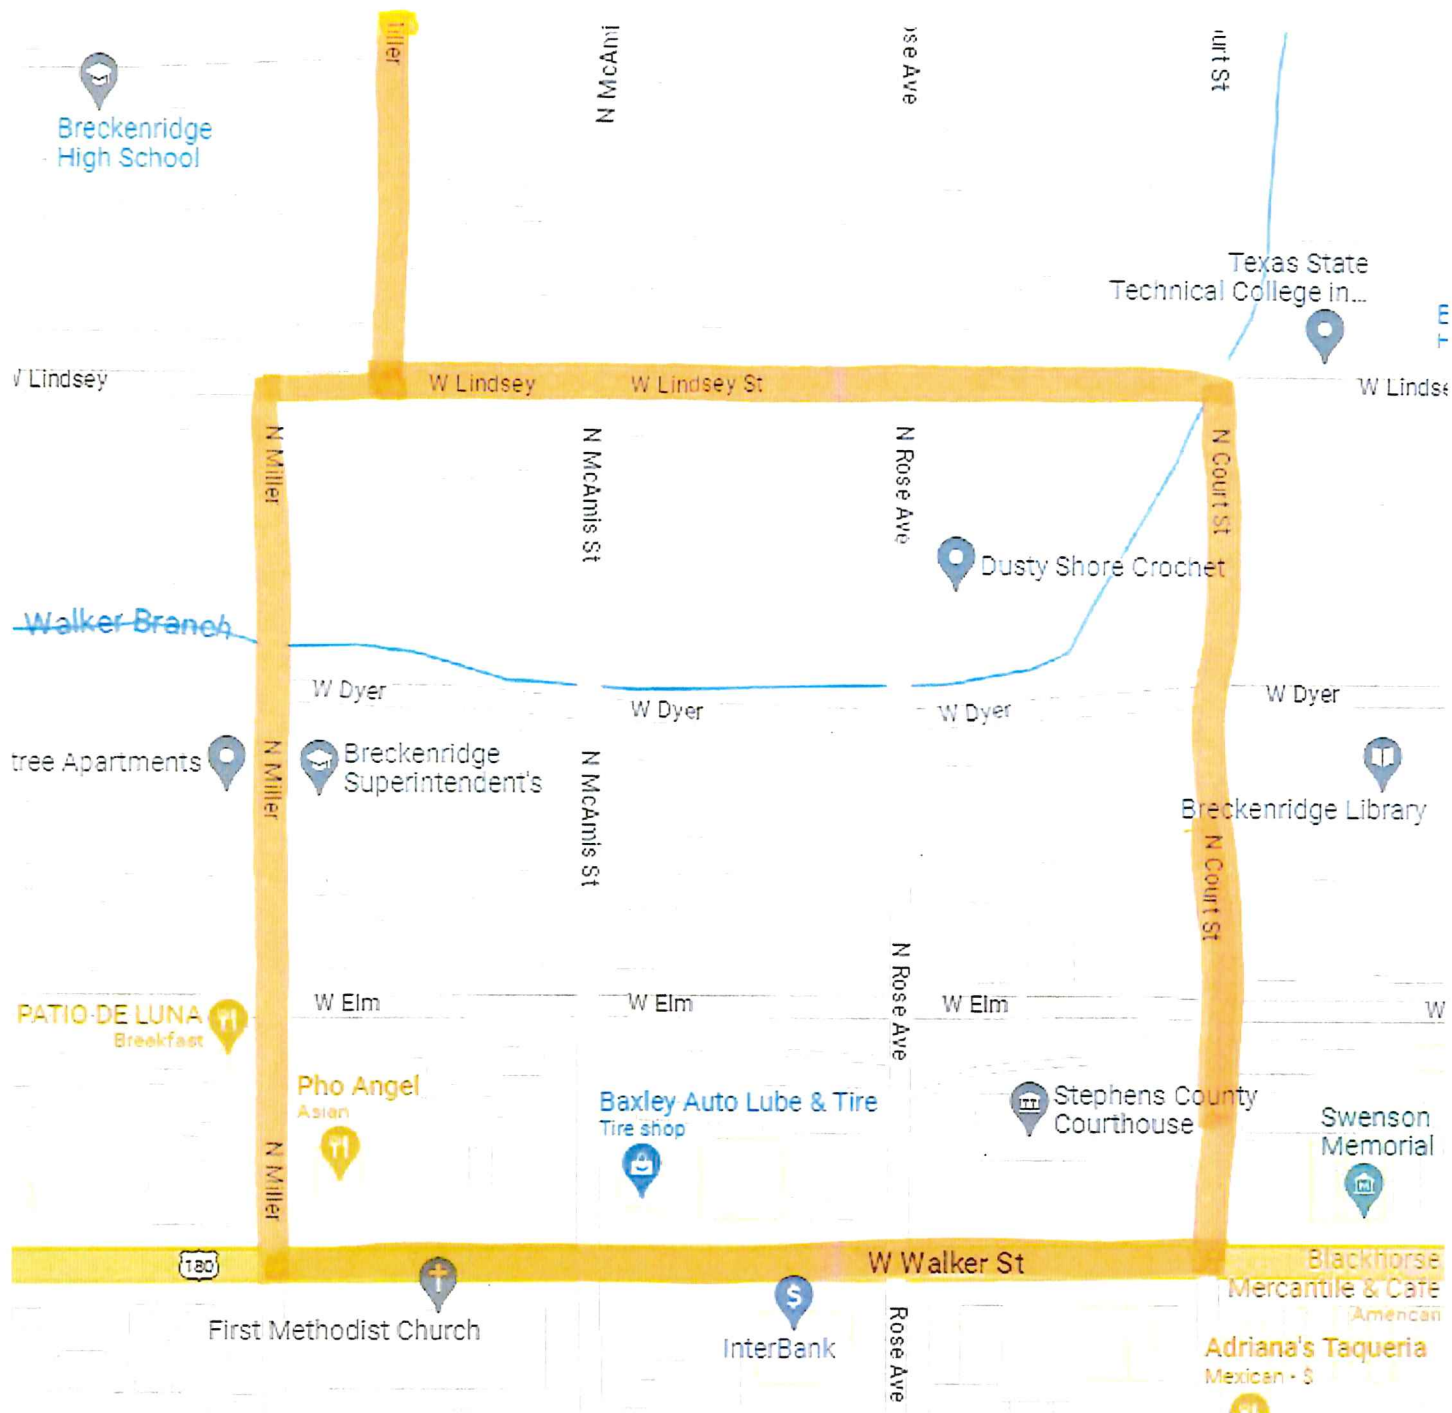 N McAmi
ose Ave
urt St
Breckenridge
High School
Texas State
Technical College in...
Lindsey
W Lindsey
W Lindsey St
W Lindse
N Miller
N McAmis St
N Rose Ave
N Court St
Dusty Shore Crochet
Walker Branch
W Dyer
W Dyer
W Dyer
W Dyer
tree Apartments
N Miller
Breckenridge
Superintendent's
N McAmis St
Breckenridge Library
N Court St
N Rose Ave
PATIO DE LUNA
Breakfast
W Elm
W Elm
W Elm
W
Pho Angel
Asian
Baxley Auto Lube & Tire
Tire shop
Stephens County
Courthouse
Swenson
Memorial
N Miller
180
W Walker St
Blackhorse
Mercantile & Cafe
American
First Methodist Church
InterBank
Rose Ave
Adriana's Taqueria
Mexican - $